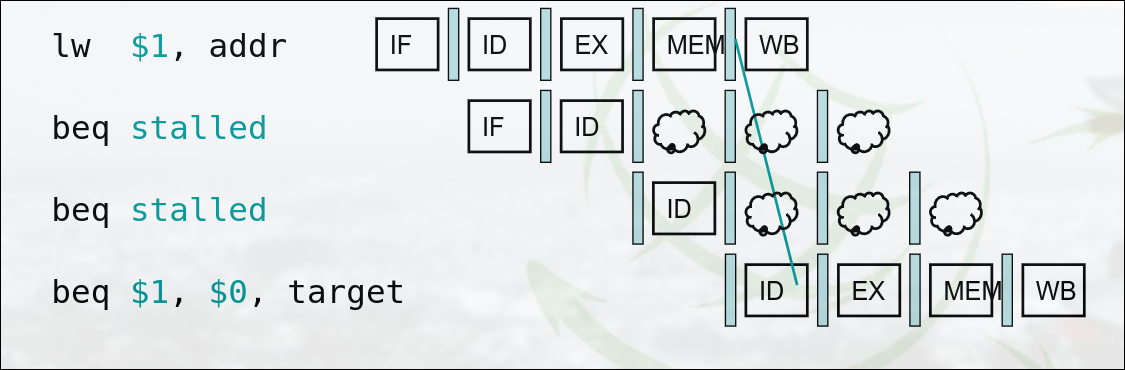 lw $1, addr IF ID EX MEM WB
beq stalled IF ID
beq stalled ID
beq $1, $0, target ID EX MEM WB